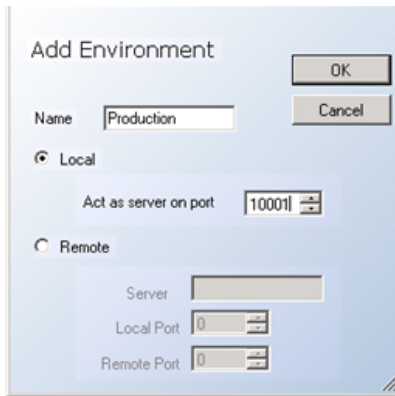 Add Environment
OK
Name Production
Cancel
Local
Act as server on port 10001
Remote
Server
Local Port 0
Remote Port 0